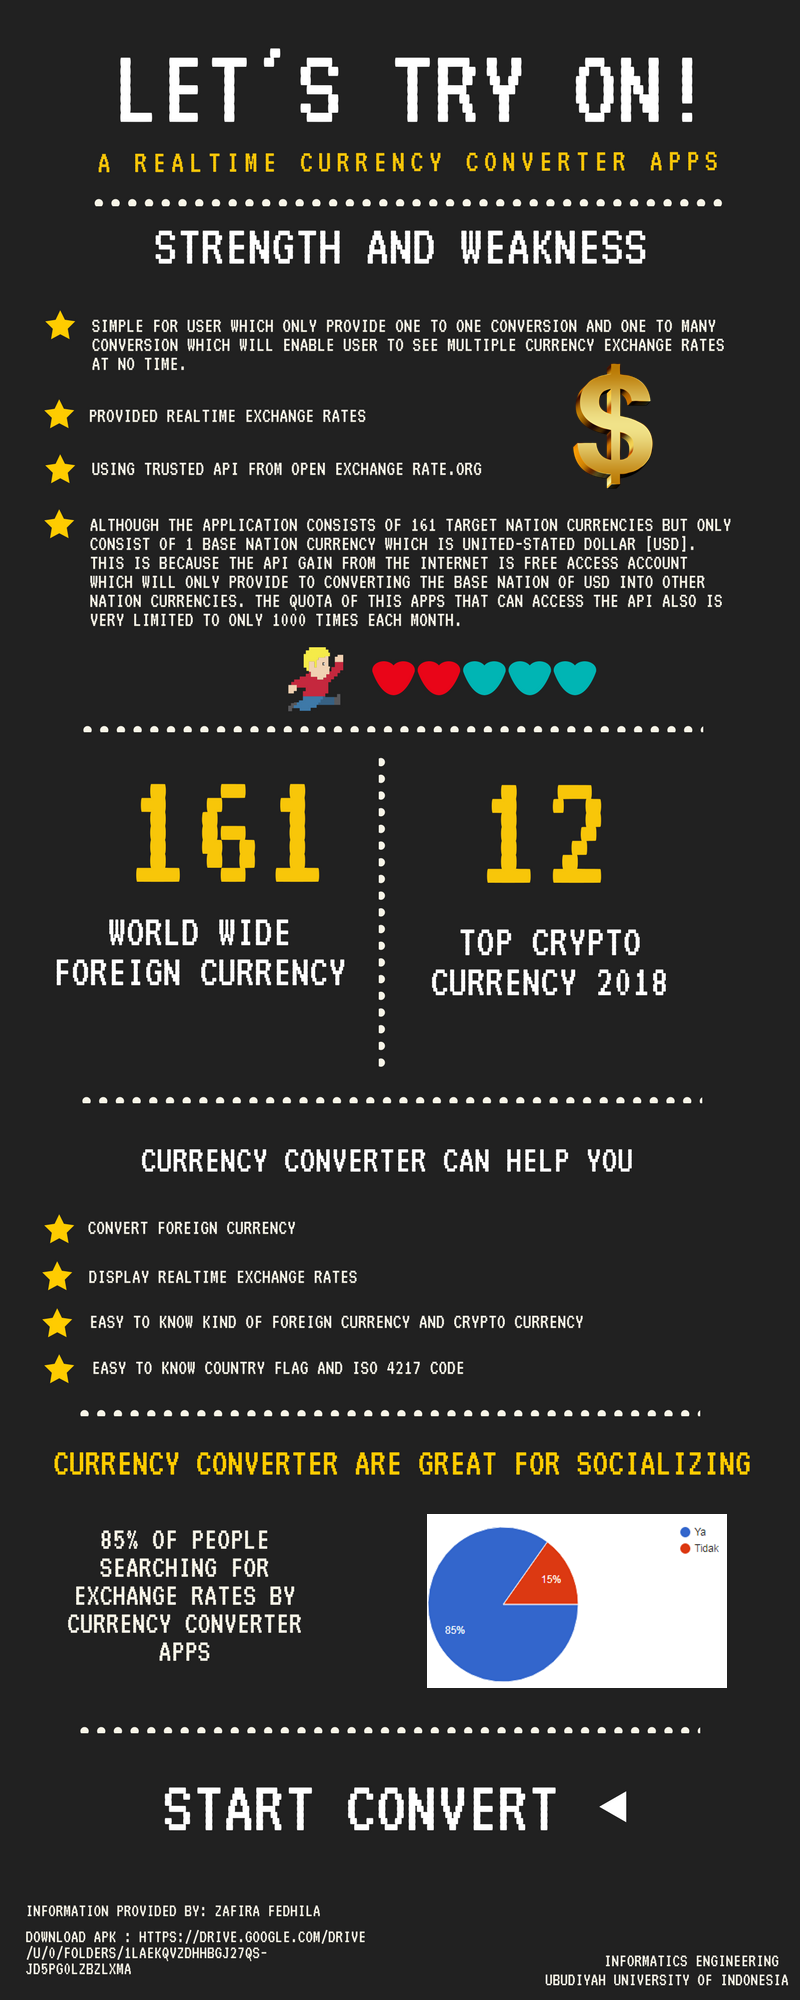 LET'S TRY ON!
A REALTIME CURRENCY CONVERTER APPS
STRENGTH AND WEAKNESS
SIMPLE FOR USER WHICH ONLY PROVIDE ONE TO ONE CONVERSION AND ONE TO MANY
CONVERSION WHICH WILL ENABLE USER TO SEE MULTIPLE CURRENCY EXCHANGE RATES
AT NO TIME.
PROVIDED REALTIME EXCHANGE RATES
USING TRUSTED API FROM OPEN EXCHANGE RATE.ORG
ALTHOUGH THE APPLICATION CONSISTS OF 161 TARGET NATION CURRENCIES BUT ONLY
CONSIST OF 1 BASE NATION CURRENCY WHICH IS UNITED-STATED DOLLAR [USD].
THIS IS BECAUSE THE API GAIN FROM THE INTERNET IS FREE ACCESS ACCOUNT
WHICH WILL ONLY PROVIDE TO CONVERTING THE BASE NATION OF USD INTO OTHER
NATION CURRENCIES. THE QUOTA OF THIS APPS THAT CAN ACCESS THE API ALSO IS
VERY LIMITED TO ONLY 1000 TIMES EACH MONTH.
161
WORLD WIDE
FOREIGN CURRENCY
12
TOP CRYPTO
CURRENCY 2018
CURRENCY CONVERTER CAN HELP YOU
CONVERT FOREIGN CURRENCY
DISPLAY REALTIME EXCHANGE RATES
EASY TO KNOW KIND OF FOREIGN CURRENCY AND CRYPTO CURRENCY
EASY TO KNOW COUNTRY FLAG AND ISO 4217 CODE
CURRENCY CONVERTER ARE GREAT FOR SOCIALIZING
85% OF PEOPLE
SEARCHING FOR
EXCHANGE RATES BY
CURRENCY CONVERTER
APPS
Ya
Tidak
15%
85%
START CONVERT
INFORMATION PROVIDED BY: ZAFIRA FEDHILA
DOWNLOAD APK : HTTPS://DRIVE.GOOGLE.COM/DRIVE
/U/0/FOLDERS/1LAEKQVZDHHBGJ27QS-
JD5PG0LZBZLXMA
INFORMATICS ENGINEERING
UBUDIYAH UNIVERSITY OF INDONESIA